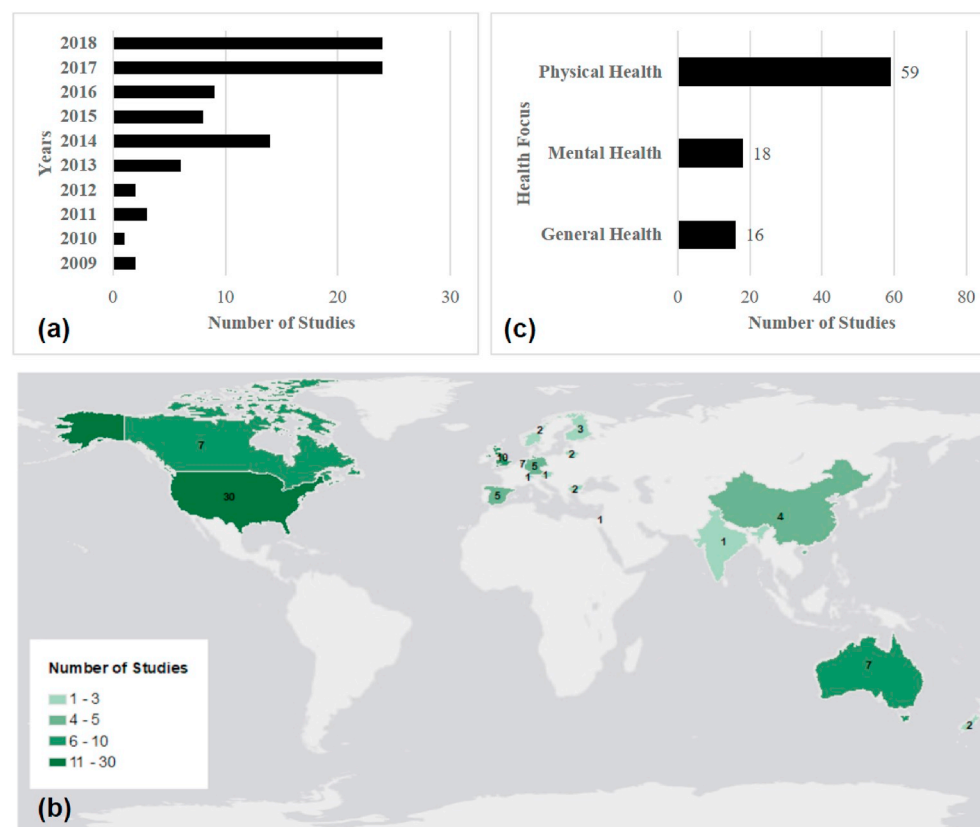 2018
2017
2016
2015
2014
2013
2012
2011
2010
2009
Years
0 10 20 30
Number of Studies
(a)
Physical Health 59
Mental Health 18
General Health 16
Health Focus
0 20 40 60 80
Number of Studies
(c)
7
30
2
3
2
10
7
5
1
1
5
2
1
4
1
7
2
Number of Studies
1 - 3
4 - 5
6 - 10
11 - 30
(b)